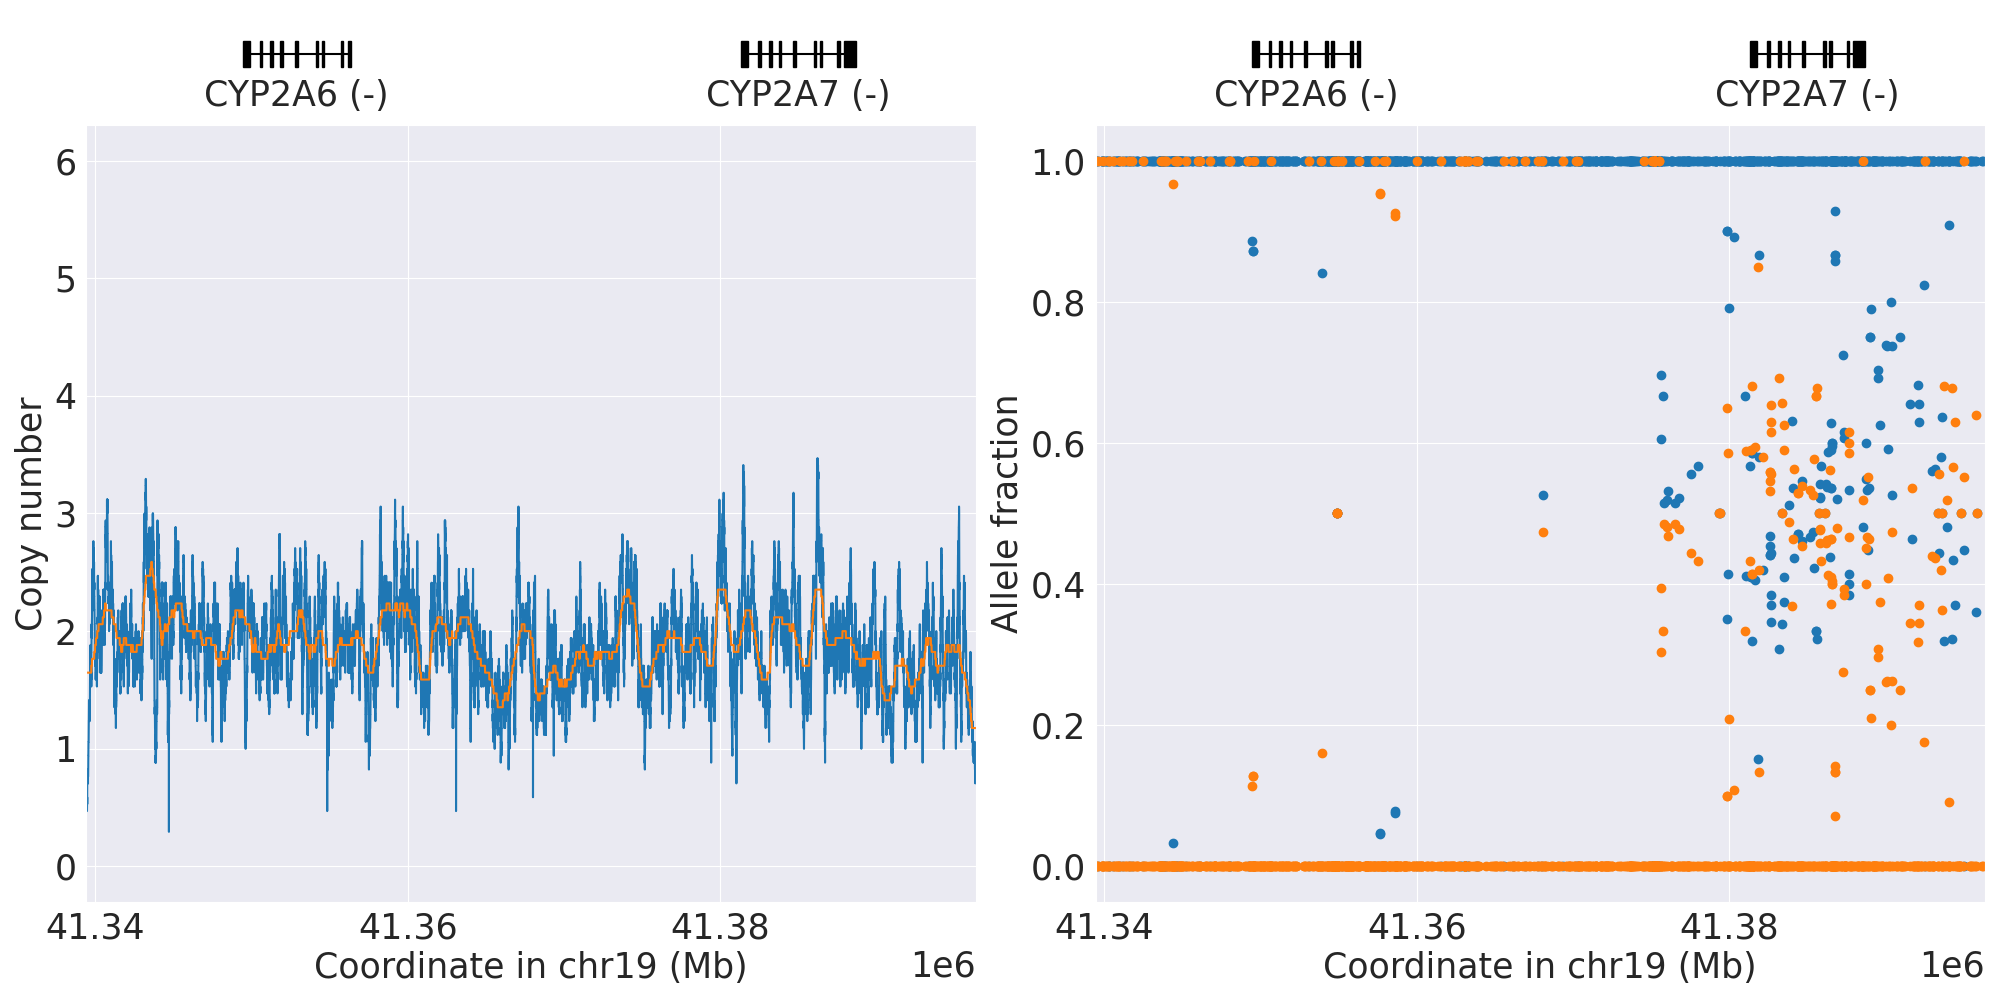 CYP2A6 (-)
CYP2A7 (-)
6
5
4
3
2
1
0
Copy number
41.34
41.36
41.38
Coordinate in chr19 (Mb)
1e6
CYP2A6 (-)
CYP2A7 (-)
1.0
0.8
0.6
0.4
0.2
0.0
Allele fraction
41.34
41.36
41.38
Coordinate in chr19 (Mb)
1e6